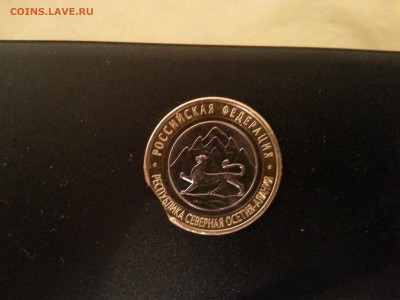 COINS.LAVE.RU
• РОССИЙСКАЯ ФЕДЕРАЦИЯ •
РЕСПУБЛИКА СЕВЕРНАЯ ОСЕТИЯ-АЛАНИЯ